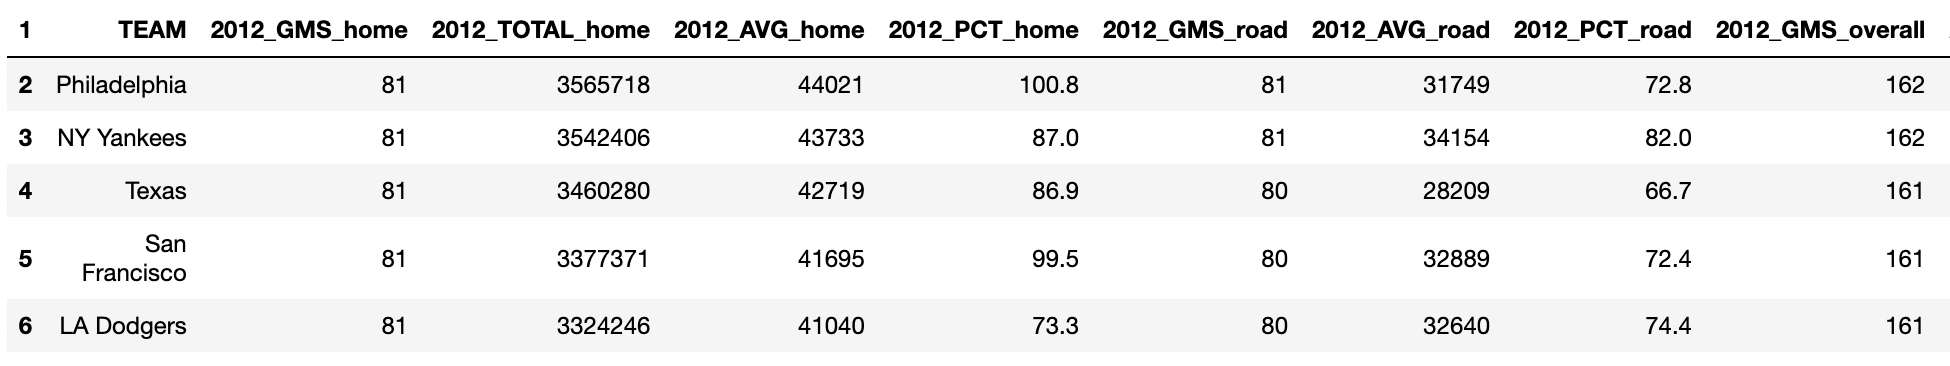 1 TEAM 2012_GMS_home 2012_TOTAL_home 2012_AVG_home 2012_PCT_home 2012_GMS_road 2012_AVG_road 2012_PCT_road 2012_GMS_overall
2 Philadelphia 81 3565718 44021 100.8 81 31749 72.8 162
3 NY Yankees 81 3542406 43733 87.0 81 34154 82.0 162
4 Texas 81 3460280 42719 86.9 80 28209 66.7 161
5 San Francisco 81 3377371 41695 99.5 80 32889 72.4 161
6 LA Dodgers 81 3324246 41040 73.3 80 32640 74.4 161